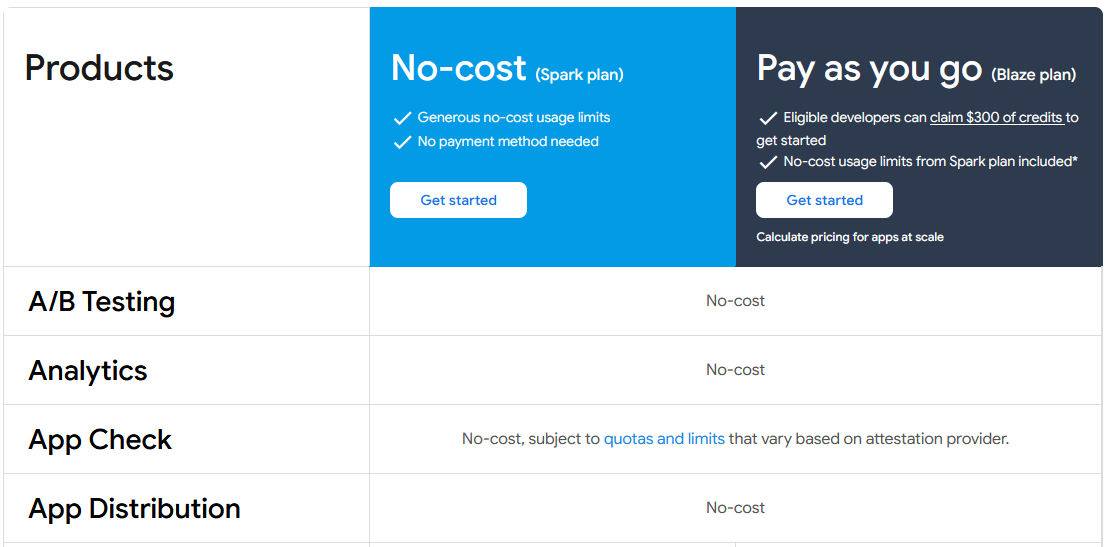 Products
No-cost (Spark plan)
Generous no-cost usage limits
No payment method needed
Get started
Pay as you go (Blaze plan)
Eligible developers can claim $300 of credits to
get started
No-cost usage limits from Spark plan included*
Get started
Calculate pricing for apps at scale
A/B Testing
No-cost
Analytics
No-cost
App Check
No-cost, subject to quotas and limits that vary based on attestation provider.
App Distribution
No-cost